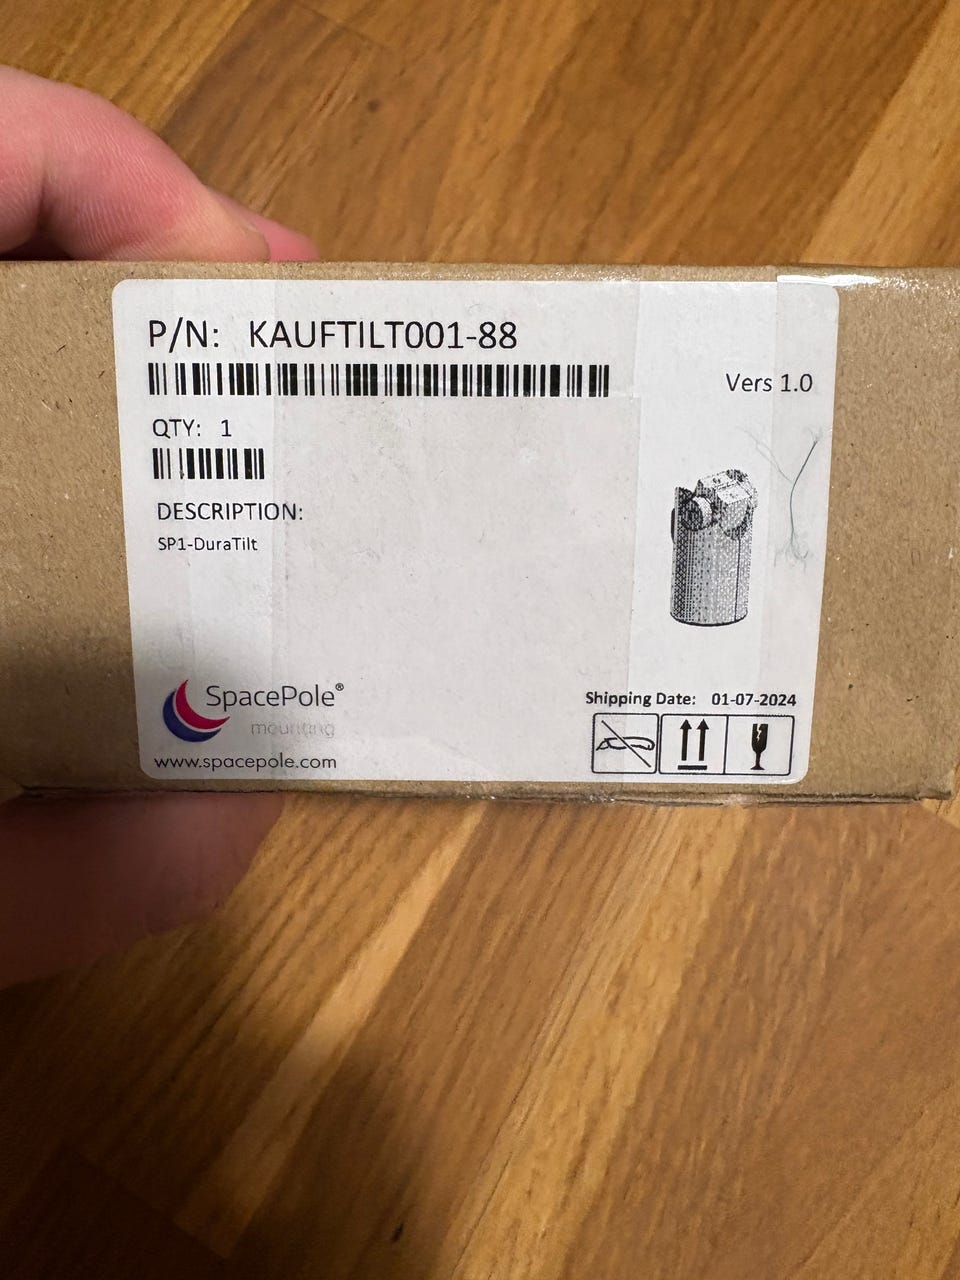 P/N: KAUFTILT001-88
Vers 1.0
QTY: 1
DESCRIPTION:
SP1-DuraTilt
SpacePole®
mounting
www.spacepole.com
Shipping Date: 01-07-2024